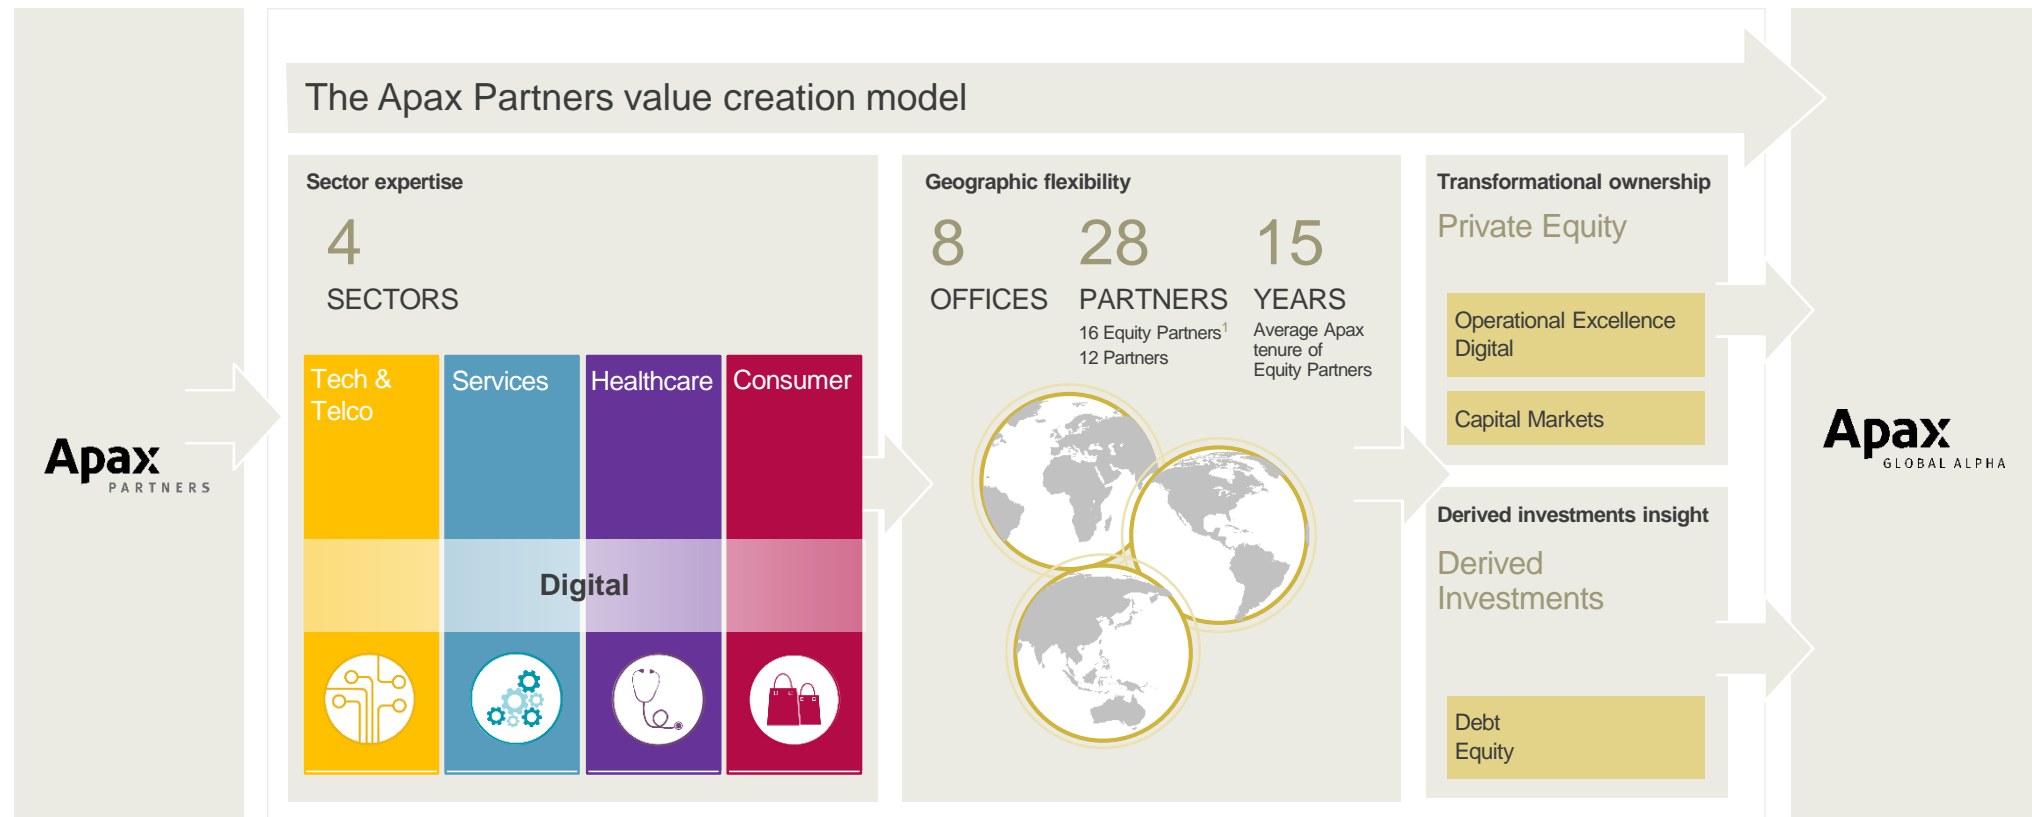 Apax
PARTNERS
The Apax Partners value creation model
Sector expertise
4
SECTORS
Tech &
Telco
Services
Healthcare
Consumer
Digital
Geographic flexibility
8
OFFICES
28
PARTNERS
16 Equity Partners¹
12 Partners
15
YEARS
Average Apax
tenure of
Equity Partners
Transformational ownership
Private Equity
Operational Excellence
Digital
Capital Markets
Derived investments insight
Derived
Investments
Debt
Equity
Apax
GLOBAL ALPHA